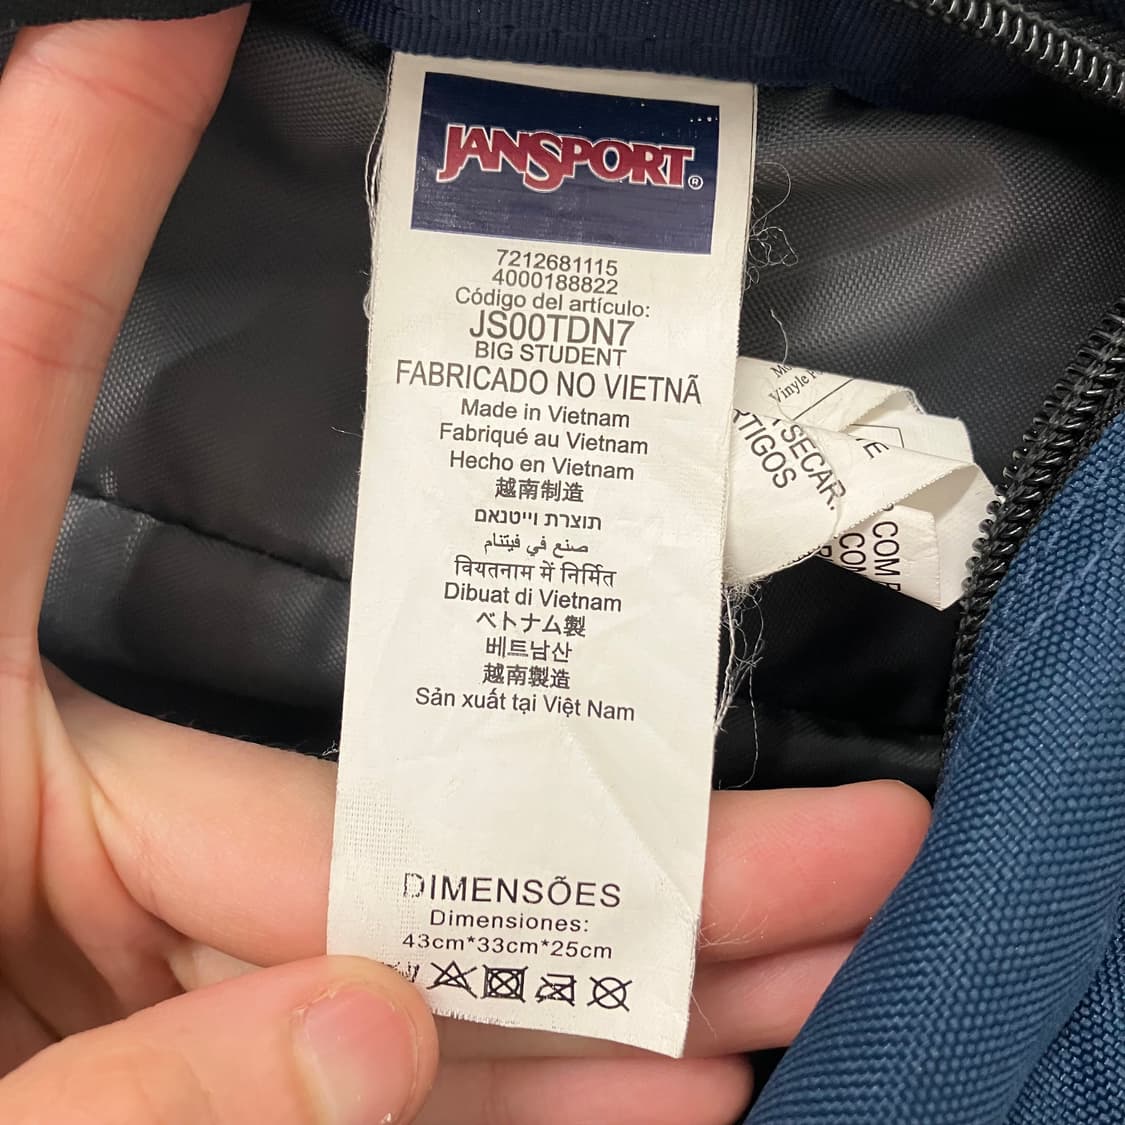 JANSPORT®
7212681115
4000188822
Código del artículo:
JS00TDN7
BIG STUDENT
FABRICADO NO VIETNÃ
Made in Vietnam
Fabriqué au Vietnam
Hecho en Vietnam
越南制造
תוצרת וייטנאם
صنع في فيتنام
वियतनाम में निर्मित
Dibuat di Vietnam
ベトナム製
베트남산
越南製造
Sản xuất tại Việt Nam
DIMENSÕES
Dimensiones:
43cm*33cm*25cm
Vinyle
SECAR.
COM